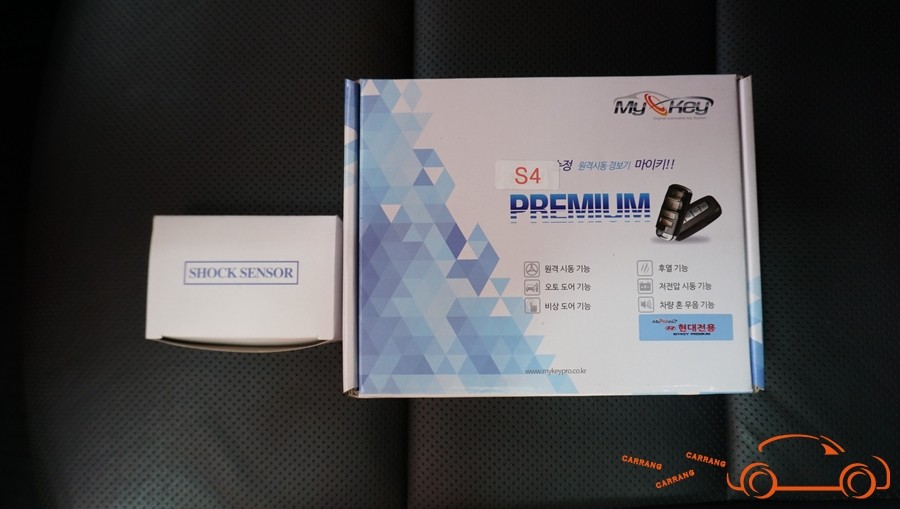 My Key
S4
원격시동 경보기 마이키!!
PREMIUM
SHOCK SENSOR
원격 시동 기능
후열 기능
오토 도어 기능
저전압 시동 기능
비상 도어 기능
차량 혼 무음 기능
현대전용
MYKEY PREMIUM
www.mykeypro.co.kr
CARRANG
CARRANG
CARRANG